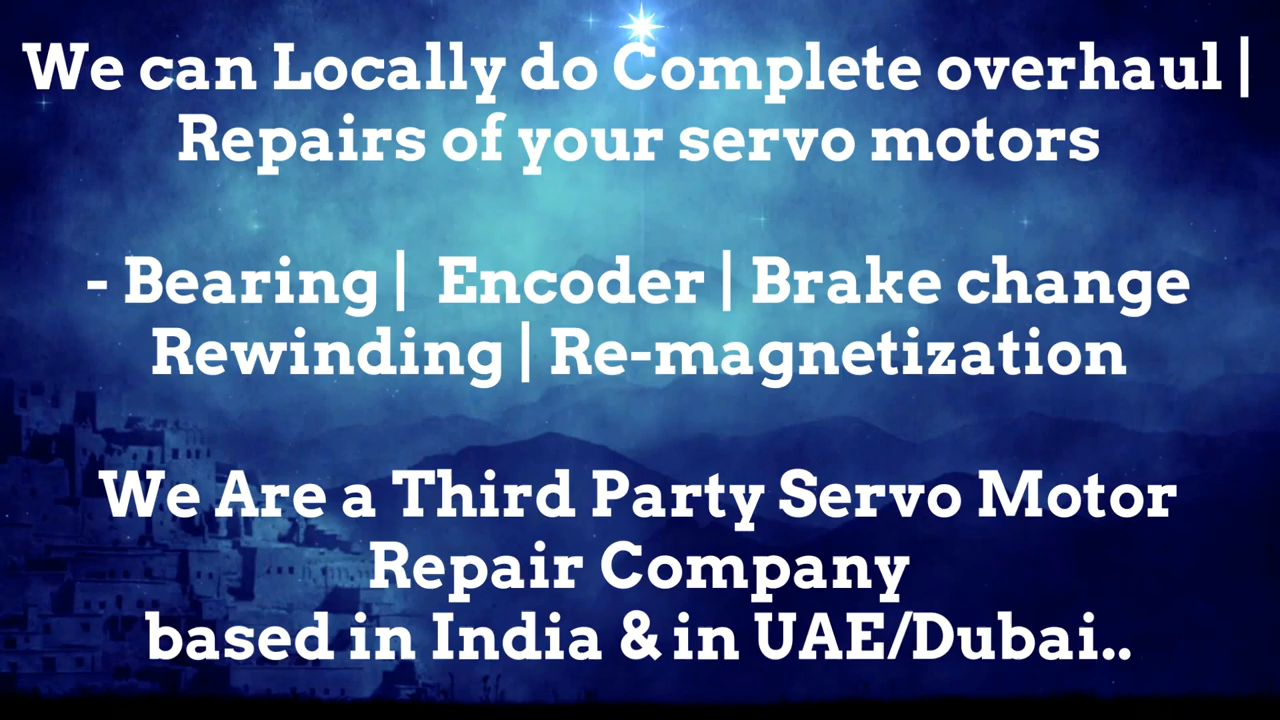 We can Locally do Complete overhaul |
Repairs of your servo motors
- Bearing | Encoder | Brake change
Rewinding | Re-magnetization
We Are a Third Party Servo Motor
Repair Company
based in India & in UAE/Dubai..